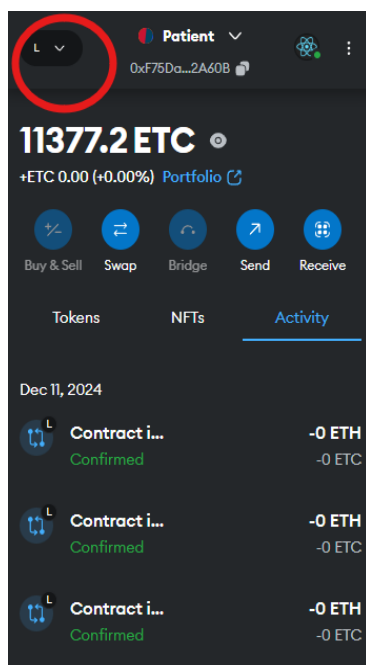 L
Patient
0xF75Da...2A60B
11377.2 ETC
+ETC 0.00 (+0.00%) Portfolio
Buy & Sell Swap Bridge Send Receive
Tokens NFTs Activity
Dec 11, 2024
L
Contract i... -0 ETH
Confirmed -0 ETC
L
Contract i... -0 ETH
Confirmed -0 ETC
L
Contract i... -0 ETH
Confirmed -0 ETC